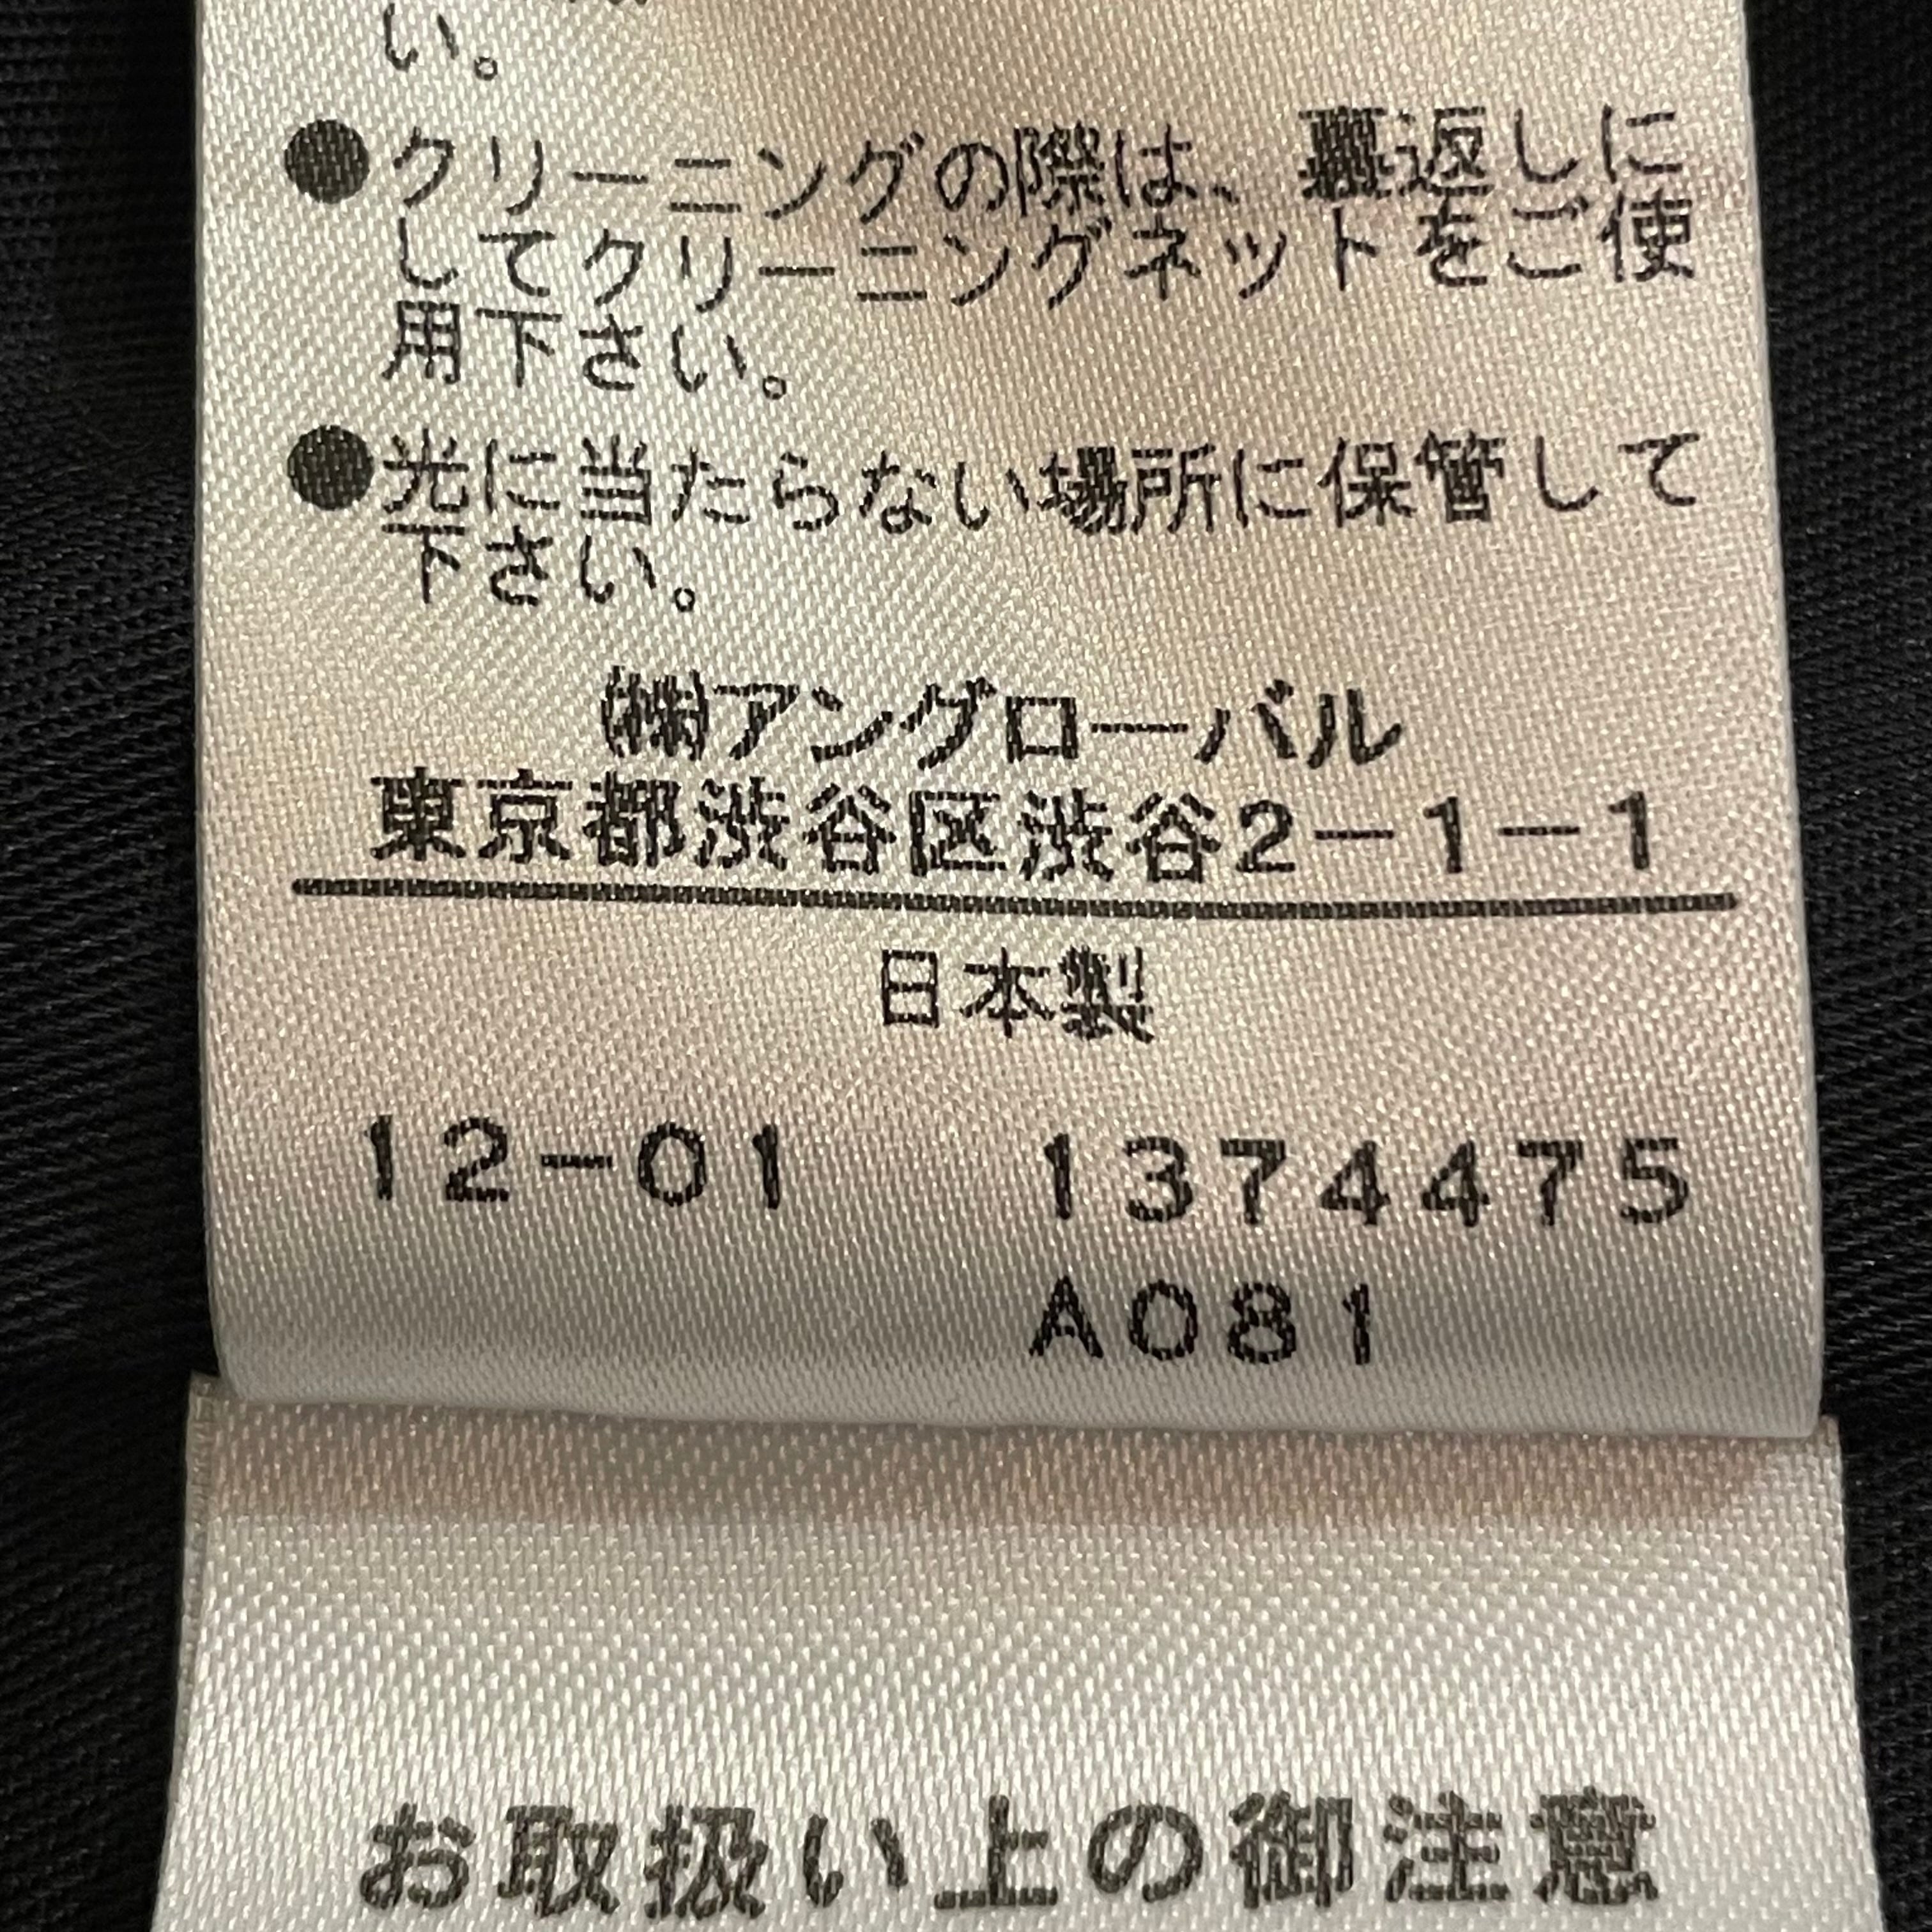 い。
●クリーニングの際は、裏返しに
してクリーニングネットをご使
用下さい。
●光に当たらない場所に保管して
下さい。
㈱アングローバル
東京都渋谷区渋谷2-1-1
日本製
12-01 1374475
A081
お取扱い上の御注意